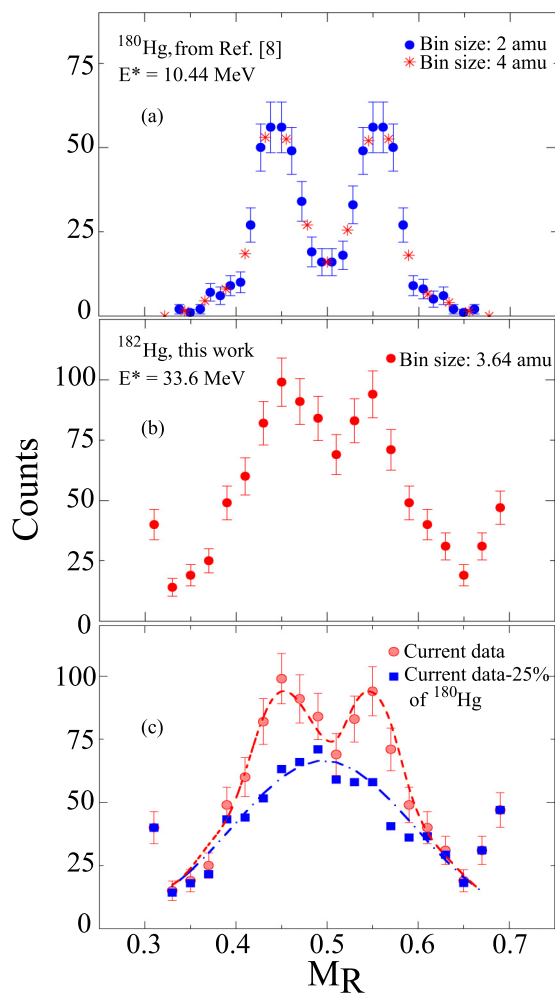 ¹⁸⁰Hg, from Ref. [8]
E* = 10.44 MeV
Bin size: 2 amu
Bin size: 4 amu
(a)
75
50
25
0
¹⁸²Hg, this work
E* = 33.6 MeV
Bin size: 3.64 amu
(b)
100
75
50
25
0
Counts
Current data
Current data-25%
of ¹⁸⁰Hg
(c)
100
75
50
25
0
0.3 0.4 0.5 0.6 0.7
M_R